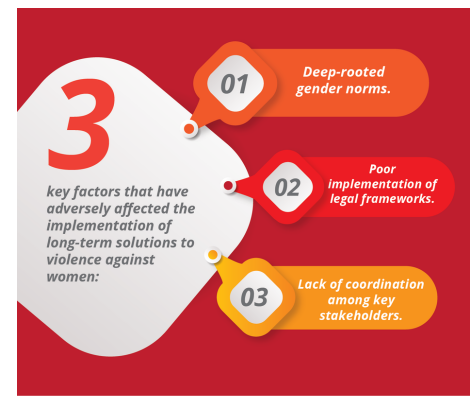 3
key factors that have
adversely affected the
implementation of
long-term solutions to
violence against
women:
01
Deep-rooted
gender norms.
02
Poor
implementation of
legal frameworks.
03
Lack of coordination
among key
stakeholders.